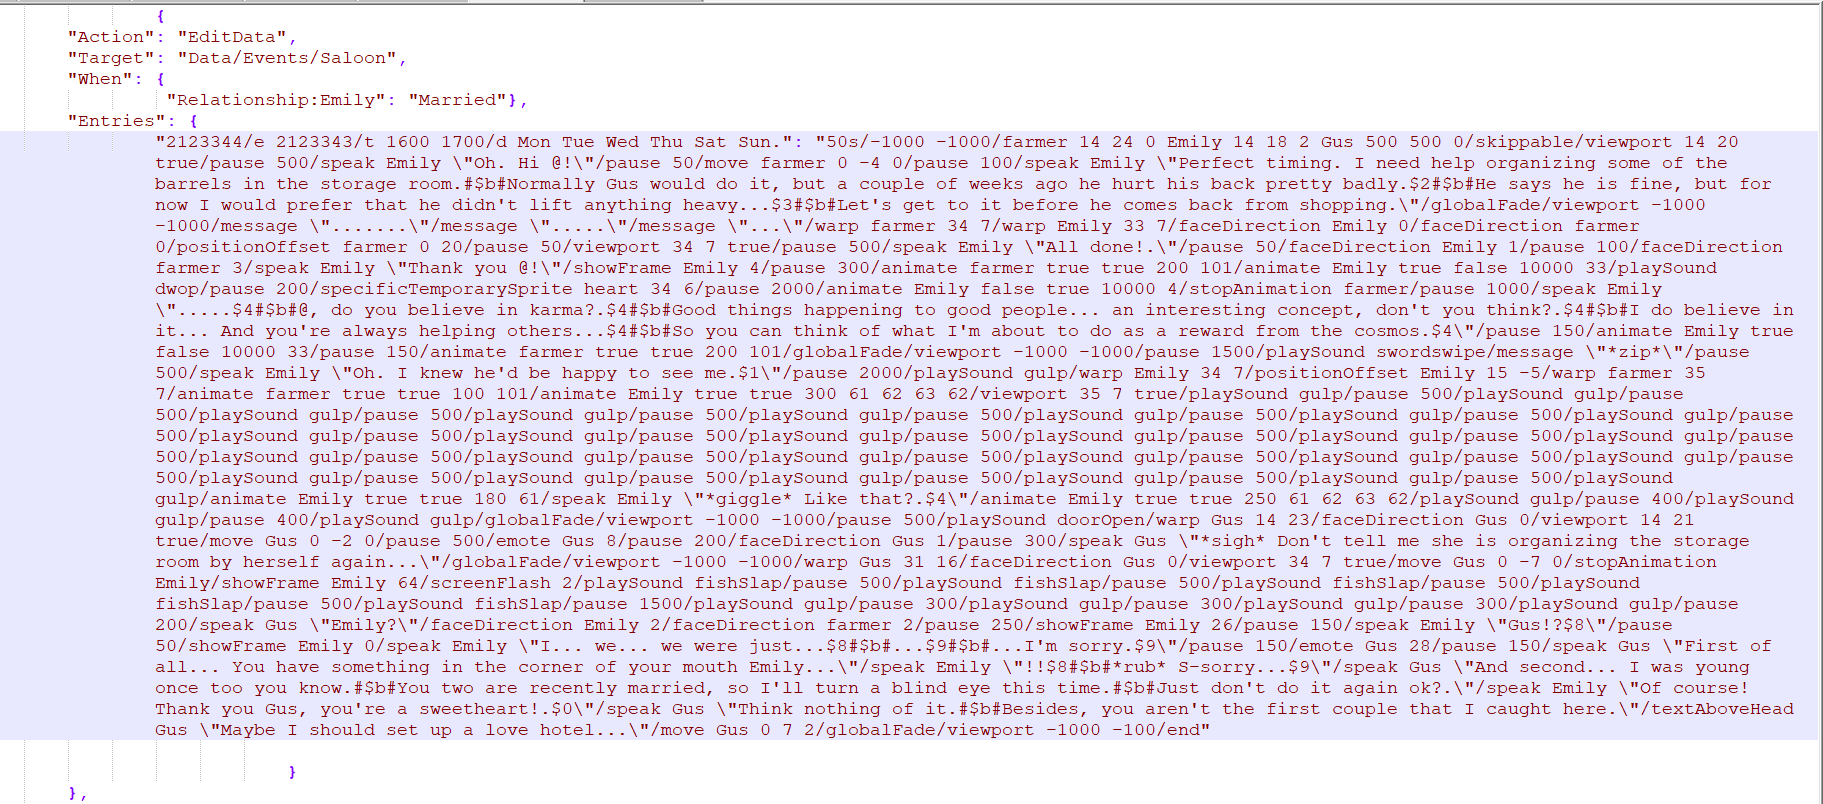 {
"Action": "EditData",
"Target": "Data/Events/Saloon",
"When": {
"Relationship:Emily": "Married"},
"Entries": {
"2123344/e 2123343/t 1600 1700/d Mon Tue Wed Thu Sat Sun.": "50s/-1000 -1000/farmer 14 24 0 Emily 14 18 2 Gus 500 500 0/skippable/viewport 14 20
true/pause 500/speak Emily \"Oh. Hi @!\"/pause 50/move farmer 0 -4 0/pause 100/speak Emily \"Perfect timing. I need help organizing some of the
barrels in the storage room.#$b#Normally Gus would do it, but a couple of weeks ago he hurt his back pretty badly.$2#$b#He says he is fine, but for
now I would prefer that he didn't lift anything heavy...$3#$b#Let's get to it before he comes back from shopping.\"/globalFade/viewport -1000
-1000/message \".......\"/message \".....\"/message \"...\"/warp farmer 34 7/warp Emily 33 7/faceDirection Emily 0/faceDirection farmer
0/positionOffset farmer 0 20/pause 50/viewport 34 7 true/pause 500/speak Emily \"All done!.\"/pause 50/faceDirection Emily 1/pause 100/faceDirection
farmer 3/speak Emily \"Thank you @!\"/showFrame Emily 4/pause 300/animate farmer true true 200 101/animate Emily true false 10000 33/playSound
dwop/pause 200/specificTemporarySprite heart 34 6/pause 2000/animate Emily false true 10000 4/stopAnimation farmer/pause 1000/speak Emily
\".....$4#$b#@, do you believe in karma?.$4#$b#Good things happening to good people... an interesting concept, don't you think?.$4#$b#I do believe in
it... And you're always helping others...$4#$b#So you can think of what I'm about to do as a reward from the cosmos.$4\"/pause 150/animate Emily true
false 10000 33/pause 150/animate farmer true true 200 101/globalFade/viewport -1000 -1000/pause 1500/playSound swordswipe/message \"*zip*\"/pause
500/speak Emily \"Oh. I knew he'd be happy to see me.$1\"/pause 2000/playSound gulp/warp Emily 34 7/positionOffset Emily 15 -5/warp farmer 35
7/animate farmer true true 100 101/animate Emily true true 300 61 62 63 62/viewport 35 7 true/playSound gulp/pause 500/playSound gulp/pause
500/playSound gulp/pause 500/playSound gulp/pause 500/playSound gulp/pause 500/playSound gulp/pause 500/playSound gulp/pause 500/playSound gulp/pause
500/playSound gulp/pause 500/playSound gulp/pause 500/playSound gulp/pause 500/playSound gulp/pause 500/playSound gulp/pause 500/playSound gulp/pause
500/playSound gulp/pause 500/playSound gulp/pause 500/playSound gulp/pause 500/playSound gulp/pause 500/playSound gulp/pause 500/playSound gulp/pause
500/playSound gulp/pause 500/playSound gulp/pause 500/playSound gulp/pause 500/playSound gulp/pause 500/playSound gulp/pause 500/playSound
gulp/animate Emily true true 180 61/speak Emily \"*giggle* Like that?.$4\"/animate Emily true true 250 61 62 63 62/playSound gulp/pause 400/playSound
gulp/pause 400/playSound gulp/globalFade/viewport -1000 -1000/pause 500/playSound doorOpen/warp Gus 14 23/faceDirection Gus 0/viewport 14 21
true/move Gus 0 -2 0/pause 500/emote Gus 8/pause 200/faceDirection Gus 1/pause 300/speak Gus \"*sigh* Don't tell me she is organizing the storage
room by herself again...\"/globalFade/viewport -1000 -1000/warp Gus 31 16/faceDirection Gus 0/viewport 34 7 true/move Gus 0 -7 0/stopAnimation
Emily/showFrame Emily 64/screenFlash 2/playSound fishSlap/pause 500/playSound fishSlap/pause 500/playSound fishSlap/pause 500/playSound
fishSlap/pause 500/playSound fishSlap/pause 1500/playSound gulp/pause 300/playSound gulp/pause 300/playSound gulp/pause 300/playSound gulp/pause
200/speak Gus \"Emily?\"/faceDirection Emily 2/faceDirection farmer 2/pause 250/showFrame Emily 26/pause 150/speak Emily \"Gus!?$8\"/pause
50/showFrame Emily 0/speak Emily \"I... we... we were just...$8#$b#...$9#$b#...I'm sorry.$9\"/pause 150/emote Gus 28/pause 150/speak Gus \"First of
all... You have something in the corner of your mouth Emily...\"/speak Emily \"!!$8#$b#*rub* S-sorry...$9\"/speak Gus \"And second... I was young
once too you know.#$b#You two are recently married, so I'll turn a blind eye this time.#$b#Just don't do it again ok?.\"/speak Emily \"Of course!
Thank you Gus, you're a sweetheart!.$0\"/speak Gus \"Think nothing of it.#$b#Besides, you aren't the first couple that I caught here.\"/textAboveHead
Gus \"Maybe I should set up a love hotel...\"/move Gus 0 7 2/globalFade/viewport -1000 -100/end"
}
},